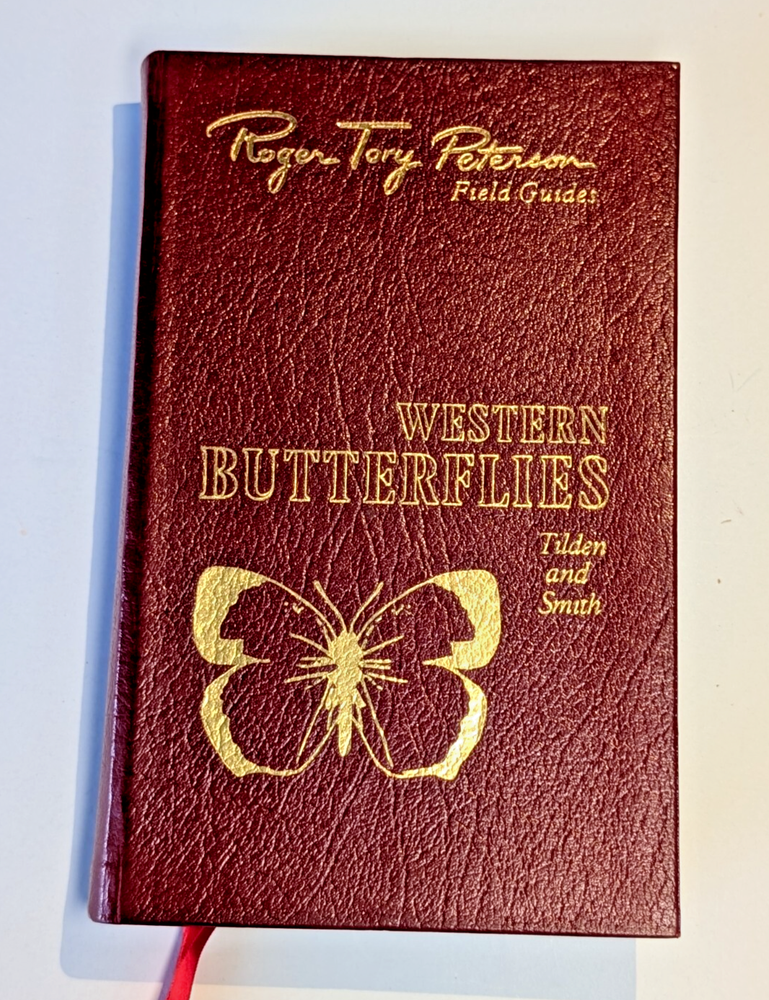 Roger Tory Peterson
Field Guides
WESTERN
BUTTERFLIES
Tilden
and
Smith